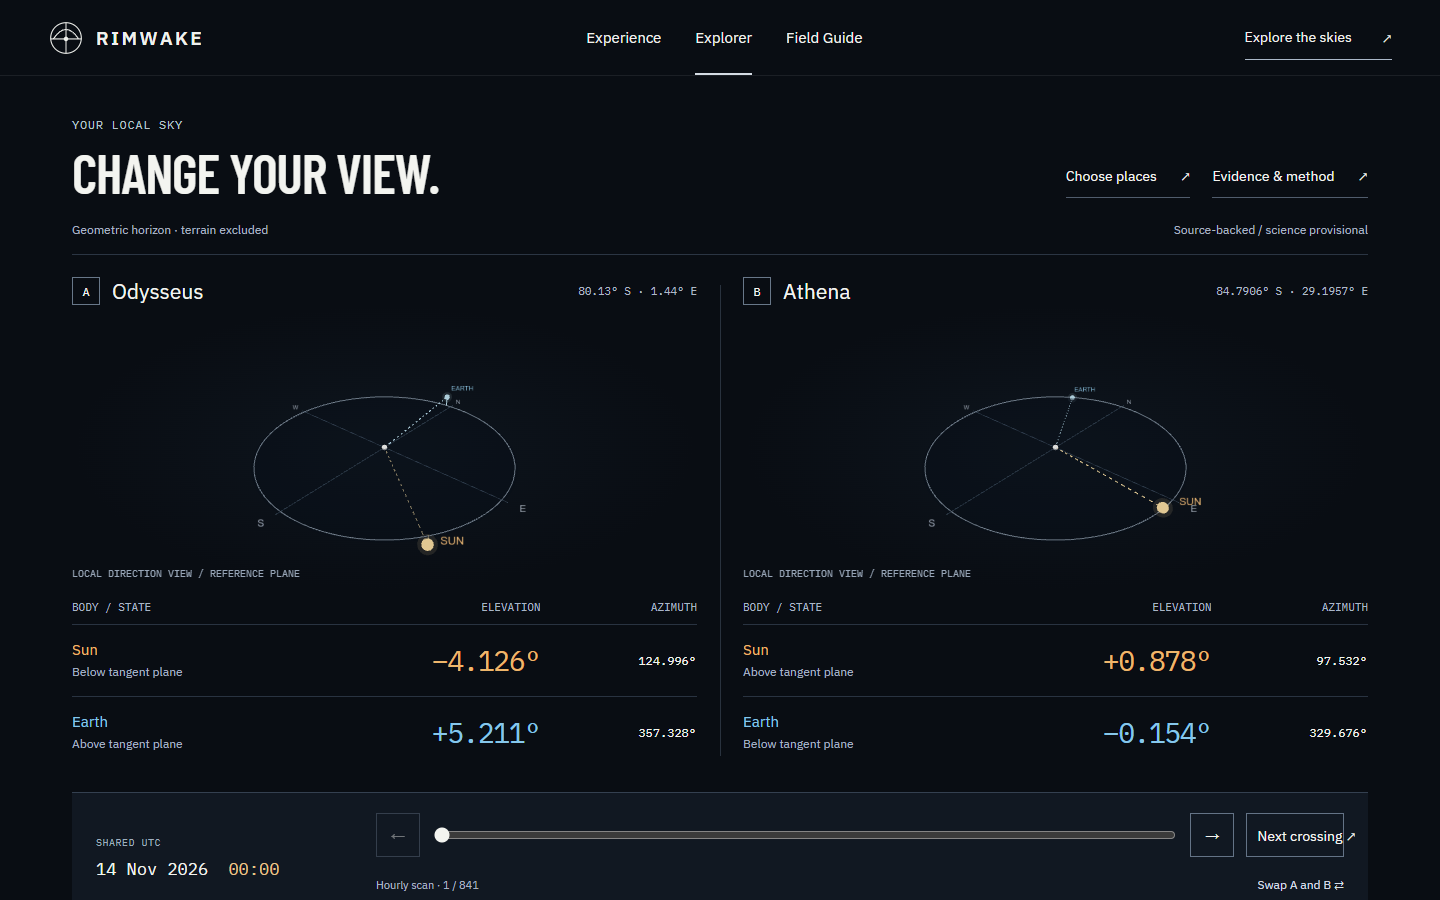 RIMWAKE
Experience Explorer Field Guide
Explore the skies ↗
YOUR LOCAL SKY
CHANGE YOUR VIEW.
Choose places ↗ Evidence & method ↗
Geometric horizon · terrain excluded
Source-backed / science provisional
A Odysseus 80.13° S · 1.44° E
EARTH
N
W
E
S
SUN
LOCAL DIRECTION VIEW / REFERENCE PLANE
BODY / STATE ELEVATION AZIMUTH
Sun
Below tangent plane
−4.126° 124.996°
Earth
Above tangent plane
+5.211° 357.328°
B Athena 84.7906° S · 29.1957° E
EARTH
N
W
SUN
E
S
LOCAL DIRECTION VIEW / REFERENCE PLANE
BODY / STATE ELEVATION AZIMUTH
Sun
Above tangent plane
+0.878° 97.532°
Earth
Below tangent plane
−0.154° 329.676°
SHARED UTC
14 Nov 2026 00:00
← → Next crossing ↗
Hourly scan · 1 / 841
Swap A and B ⇄